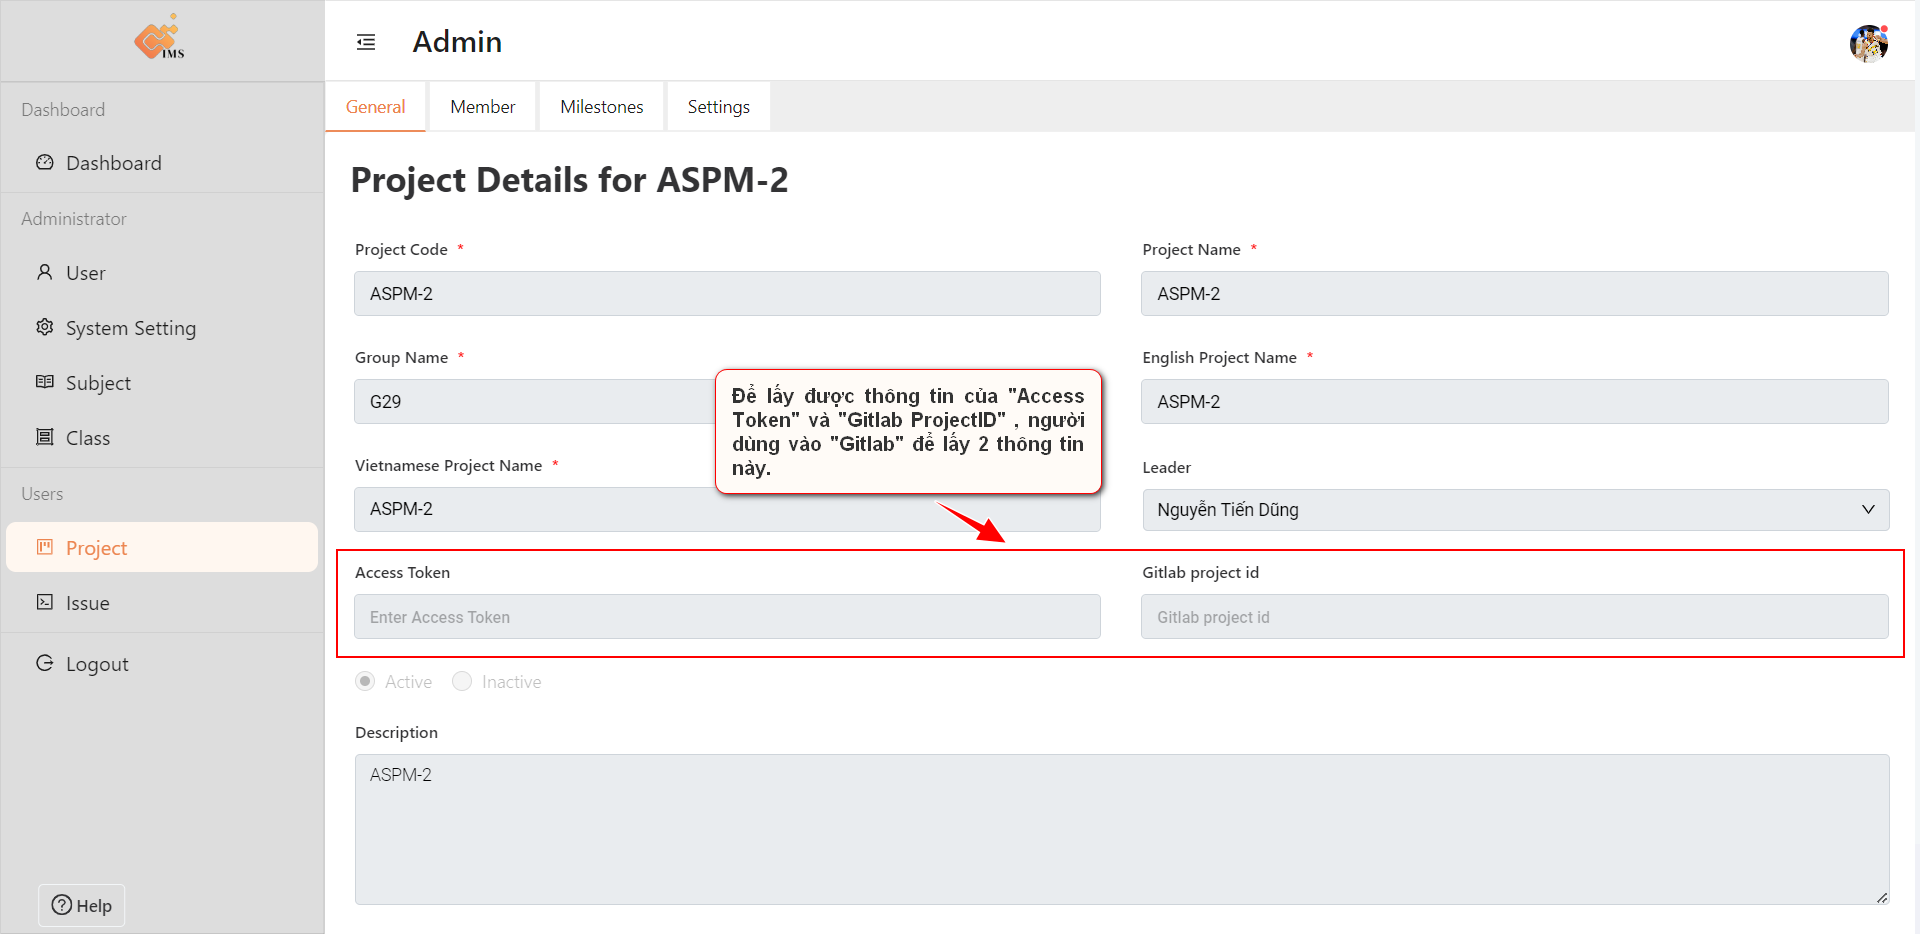 IMS
Admin
Dashboard
Dashboard
Administrator
User
System Setting
Subject
Class
Users
Project
Issue
Logout
Help
General
Member
Milestones
Settings
Project Details for ASPM-2
Project Code *
ASPM-2
Project Name *
ASPM-2
Group Name *
G29
English Project Name *
ASPM-2
Để lấy được thông tin của "Access
Token" và "Gitlab ProjectID" , người
dùng vào "Gitlab" để lấy 2 thông tin
này.
Vietnamese Project Name *
ASPM-2
Leader
Nguyễn Tiến Dũng
Access Token
Enter Access Token
Gitlab project id
Gitlab project id
Active
Inactive
Description
ASPM-2